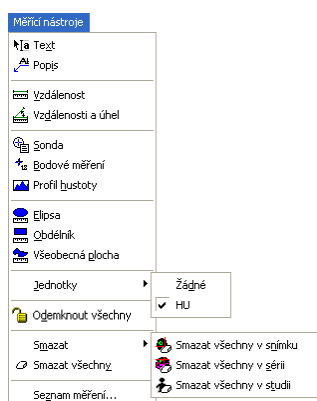 Měřící nástroje
Text
Popis
Vzdálenost
Vzdálenosti a úhel
Sonda
Bodové měření
Profil hustoty
Elipsa
Obdélník
Všeobecná plocha
Jednotky
Žádné
HU
Odemknout všechny
Smazat
Smazat všechny v snímku
Smazat všechny
Smazat všechny v sérii
Smazat všechny v studii
Seznam měření...